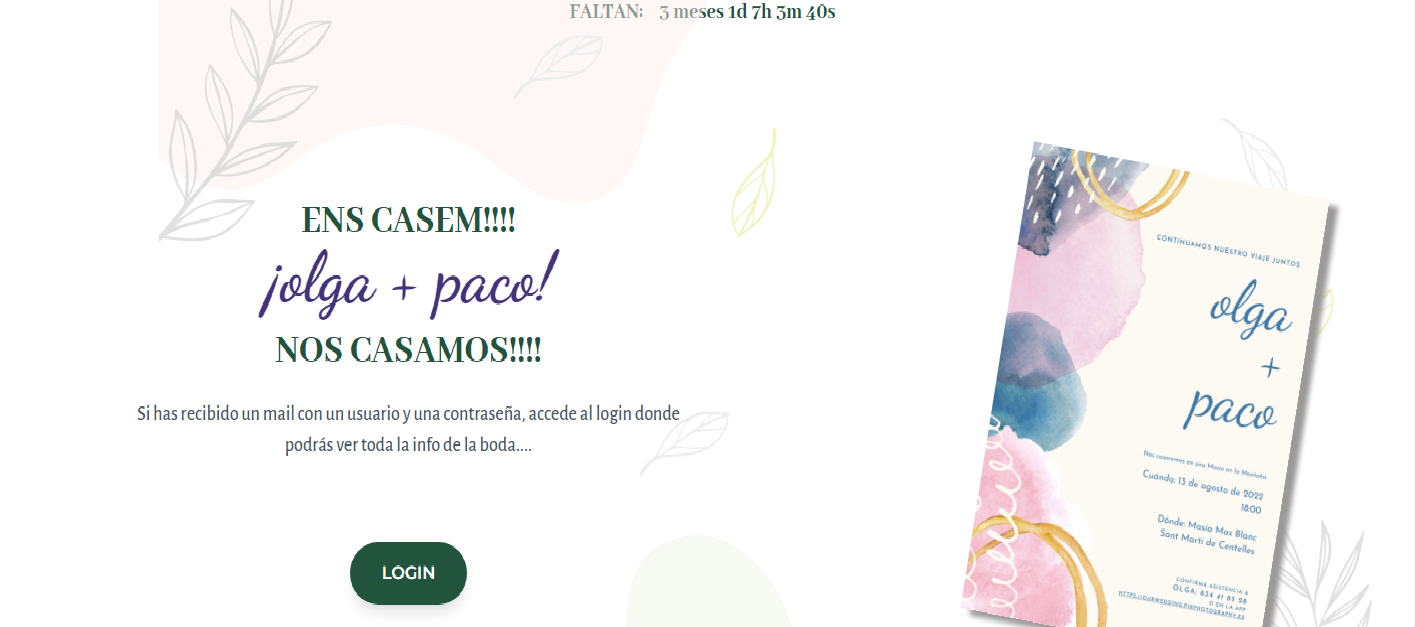 FALTAN: 3 meses 1d 7h 3m 40s
ENS CASEM!!!!
¡olga + paco!
NOS CASAMOS!!!!
Si has recibido un mail con un usuario y una contraseña, accede al login donde
podrás ver toda la info de la boda....
LOGIN
CONTINUAMOS NUESTRO VIAJE JUNTOS
olga
+
paco
Nos casaremos en una Masia en la Montaña
Cuándo: 13 de agosto de 2022
18:00
Dónde: Masia Mas Blanc
Sant Martí de Centelles
CONFIRMA ASISTENCIA A
OLGA: 634 41 85 98
O EN LA APP